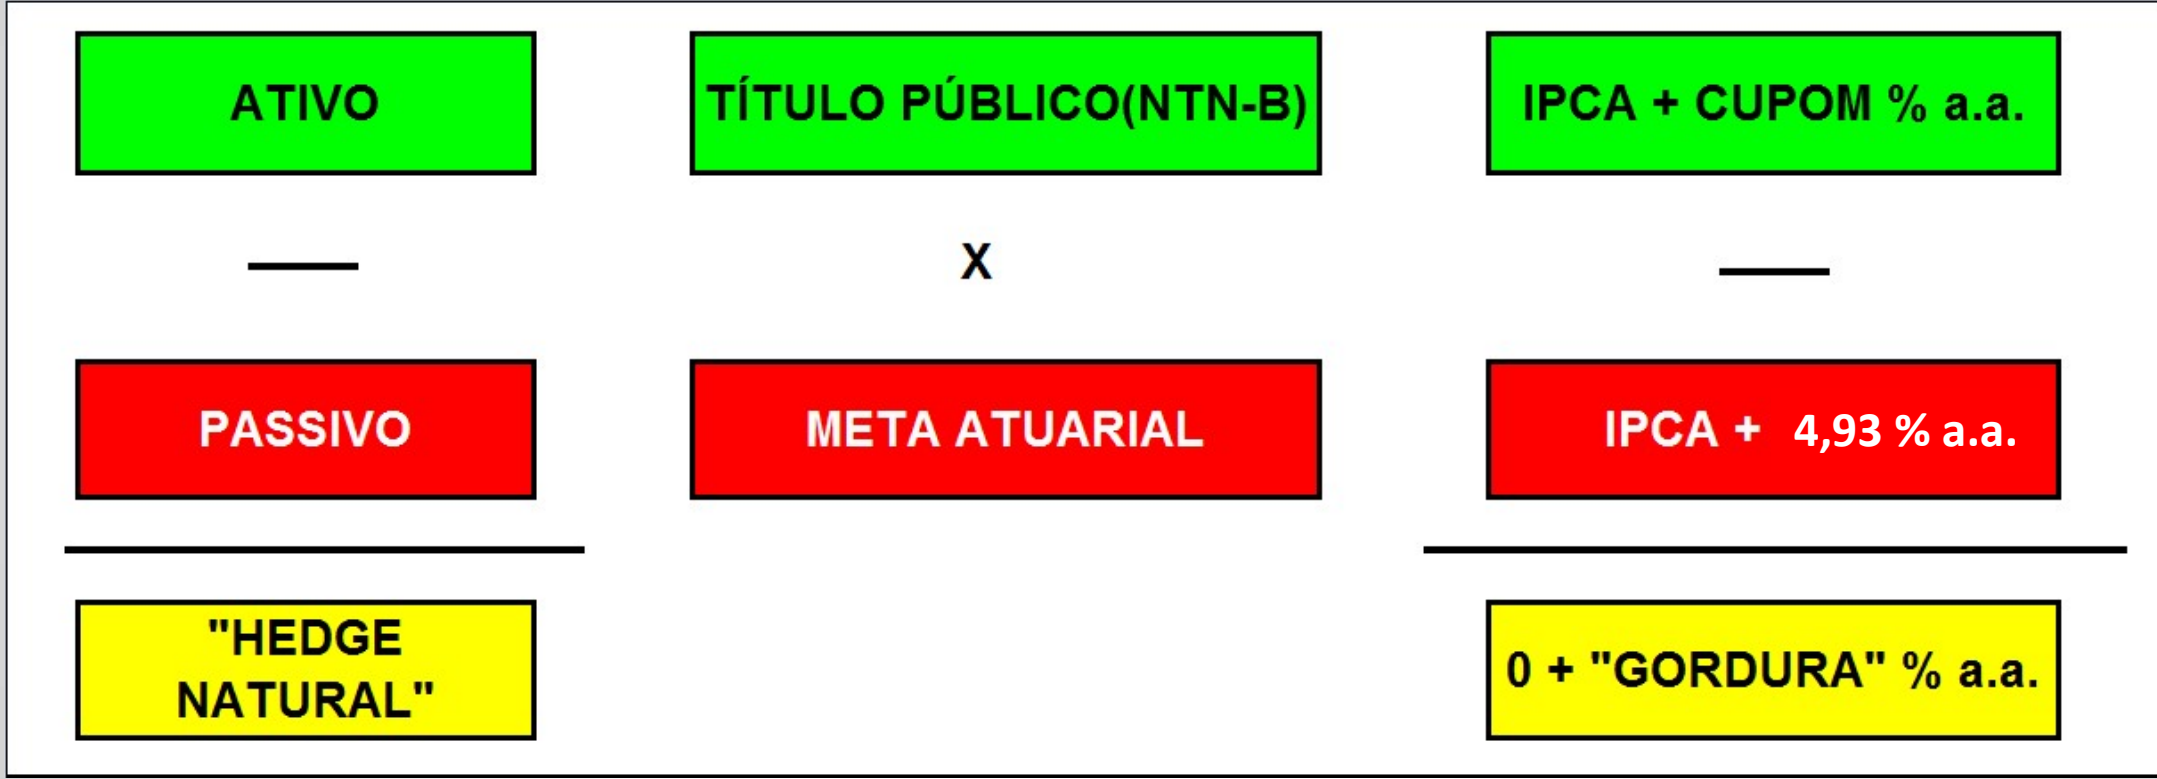 ATIVO
TÍTULO PÚBLICO(NTN-B)
IPCA + CUPOM % a.a.
X
PASSIVO
META ATUARIAL
IPCA + 4,93 % a.a.
"HEDGE
NATURAL"
0 + "GORDURA" % a.a.